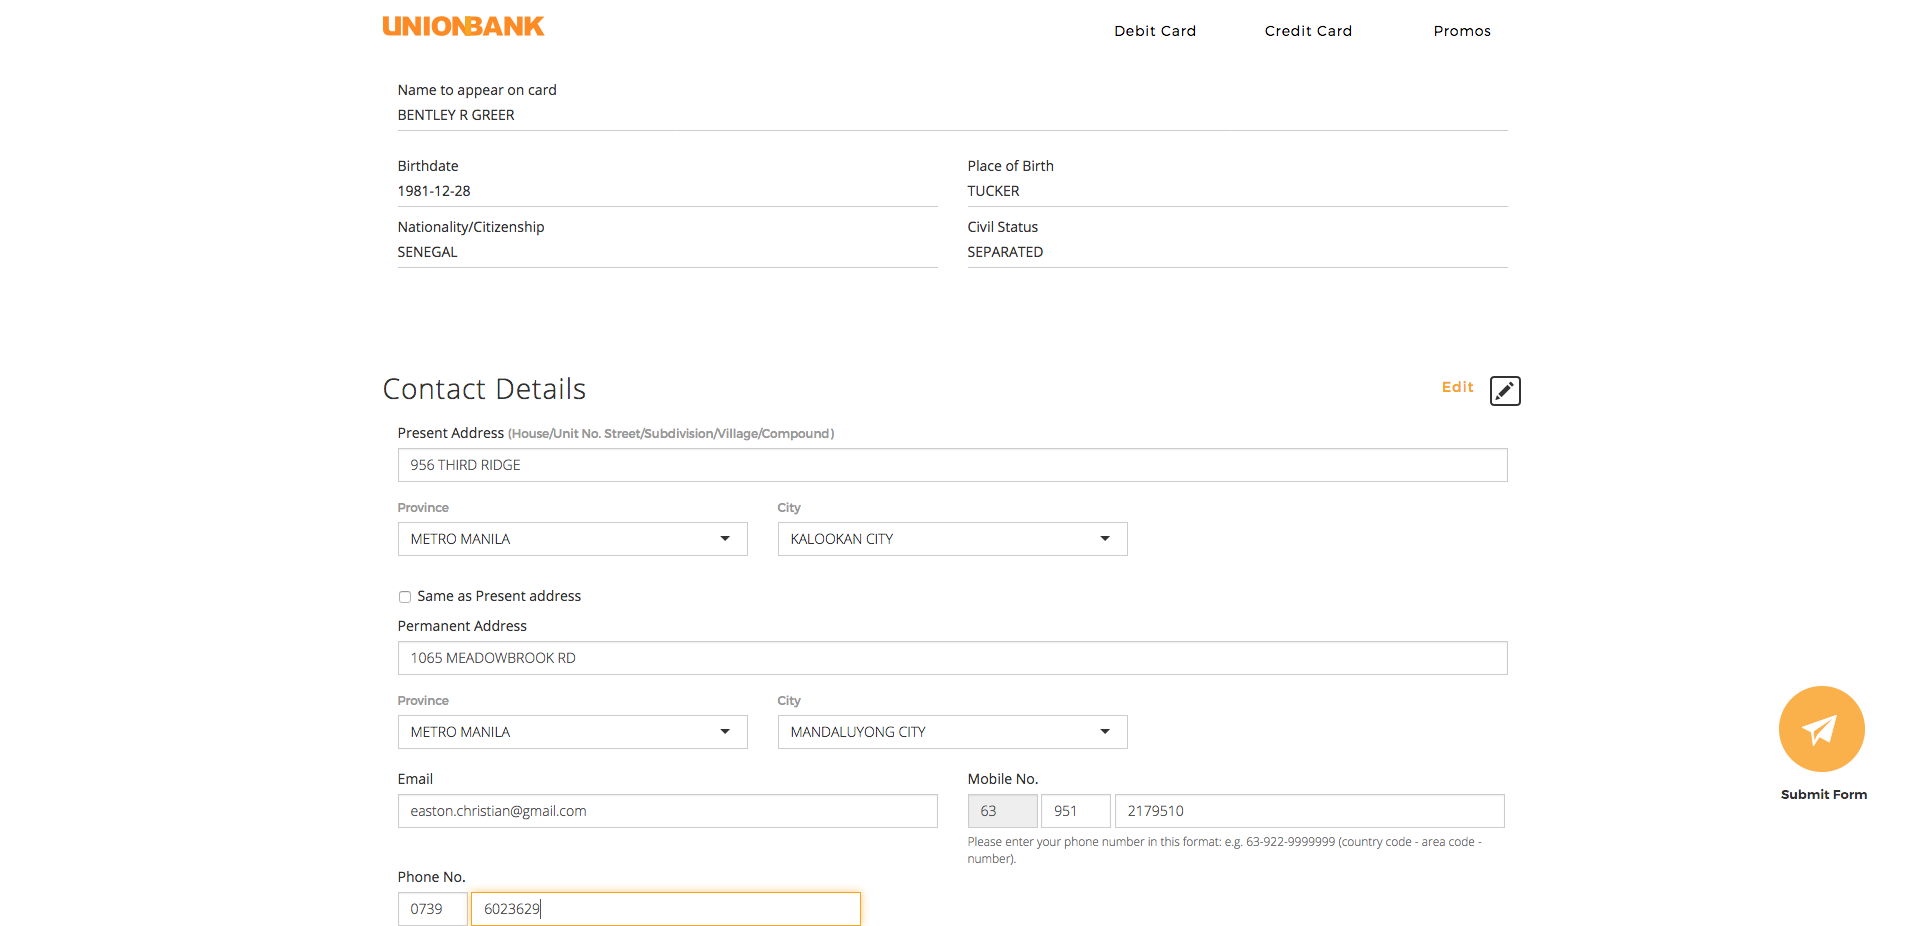 UNIONBANK
Debit Card Credit Card Promos
Name to appear on card
BENTLEY R GREER
Birthdate Place of Birth
1981-12-28 TUCKER
Nationality/Citizenship Civil Status
SENEGAL SEPARATED
Contact Details Edit
Present Address (House/Unit No. Street/Subdivision/Village/Compound)
956 THIRD RIDGE
Province City
METRO MANILA KALOOKAN CITY
Same as Present address
Permanent Address
1065 MEADOWBROOK RD
Province City
METRO MANILA MANDALUYONG CITY
Email Mobile No.
easton.christian@gmail.com 63 951 2179510
Please enter your phone number in this format: e.g. 63-922-9999999 (country code - area code -
number).
Phone No.
0739 6023629
Submit Form